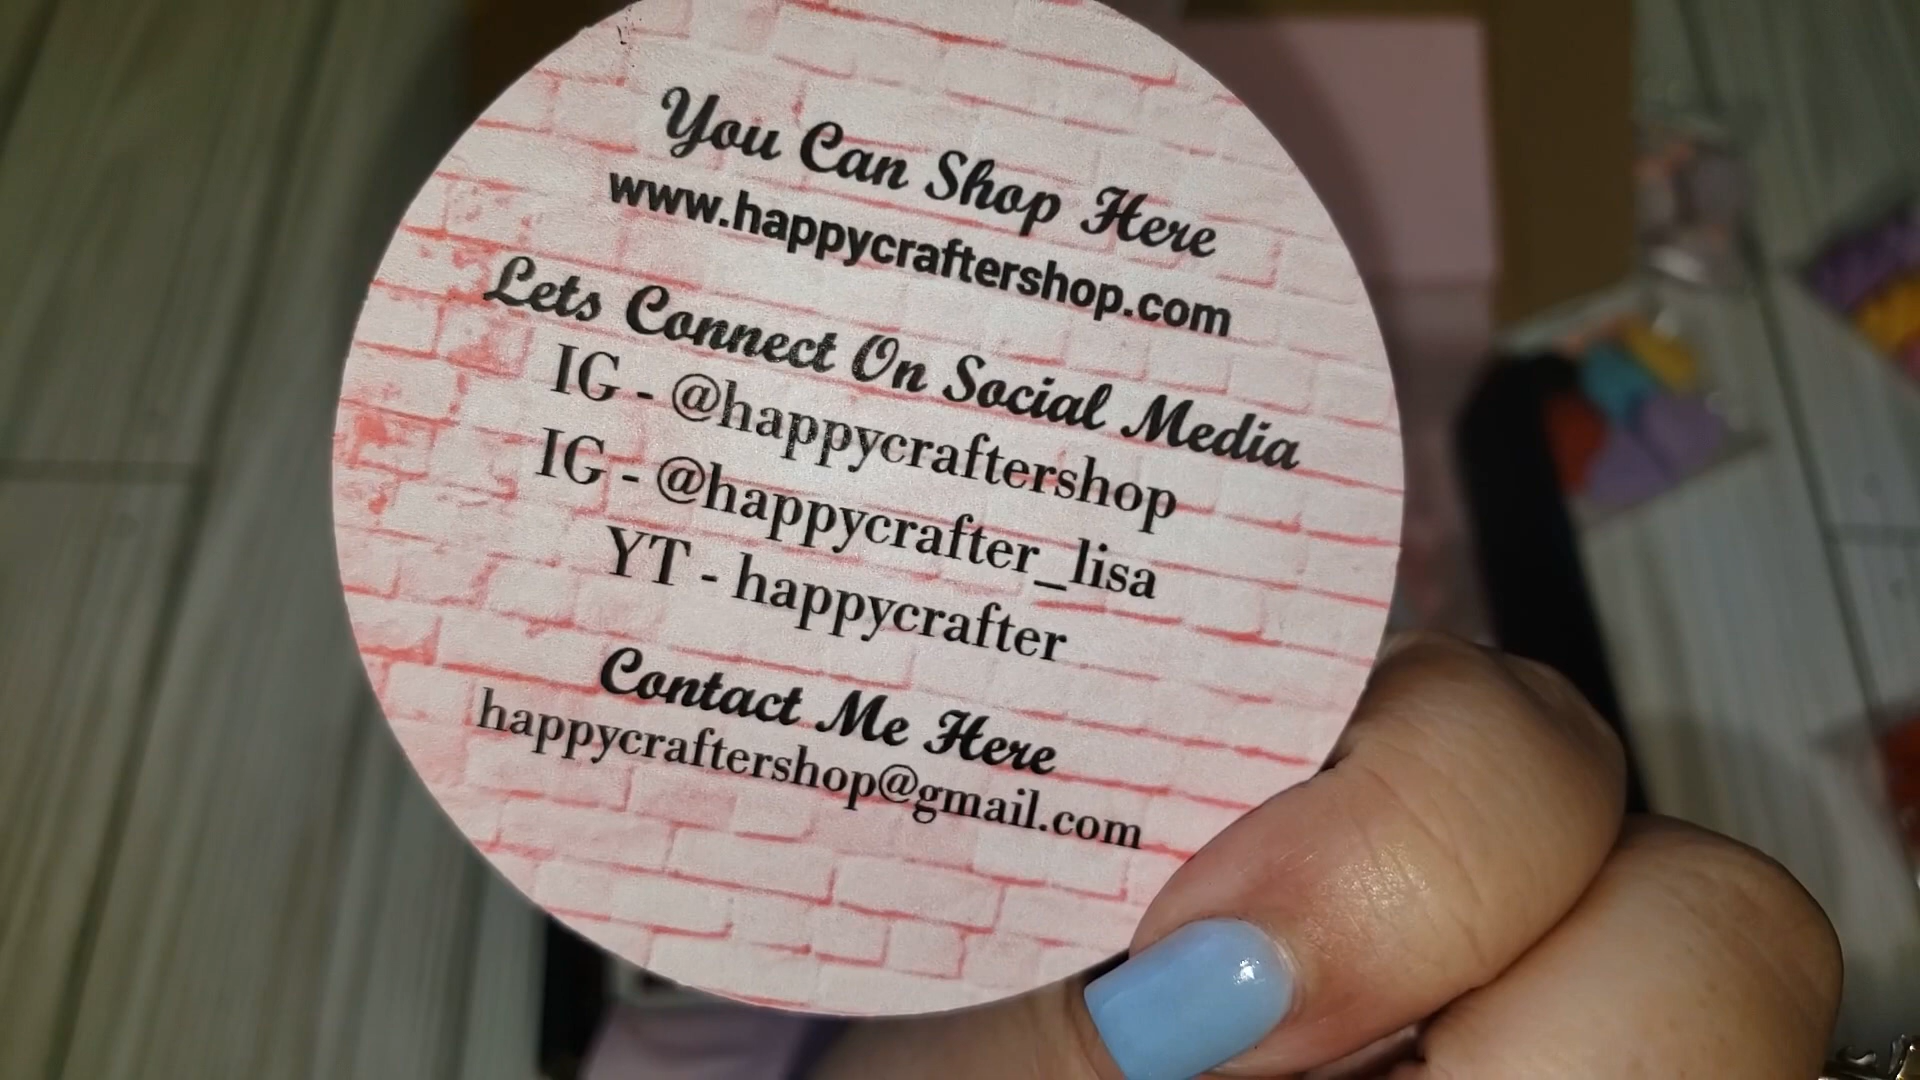 You Can Shop Here
www.happycraftershop.com
Lets Connect On Social Media
IG - @happycraftershop
IG - @happycrafter_lisa
YT - happycrafter
Contact Me Here
happycraftershop@gmail.com